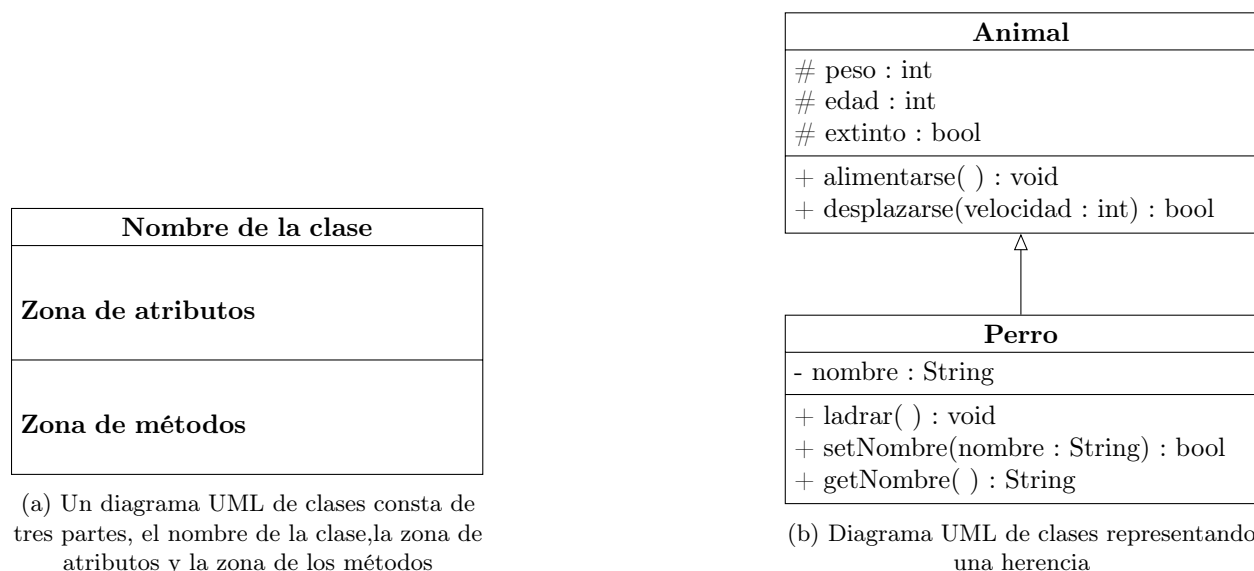 Nombre de la clase
Zona de atributos
Zona de métodos
(a) Un diagrama UML de clases consta de
tres partes, el nombre de la clase,la zona de
atributos y la zona de los métodos
Animal
# peso : int
# edad : int
# extinto : bool
+ alimentarse( ) : void
+ desplazarse(velocidad : int) : bool
Perro
- nombre : String
+ ladrar( ) : void
+ setNombre(nombre : String) : bool
+ getNombre( ) : String
(b) Diagrama UML de clases representando
una herencia